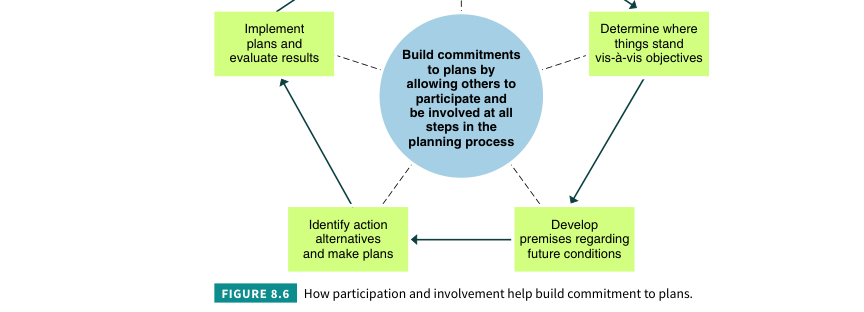 Implement
plans and
evaluate results
Build commitments
to plans by
allowing others to
participate and
be involved at all
steps in the
planning process
Determine where
things stand
vis-à-vis objectives
Identify action
alternatives
and make plans
Develop
premises regarding
future conditions
FIGURE 8.6 How participation and involvement help build commitment to plans.